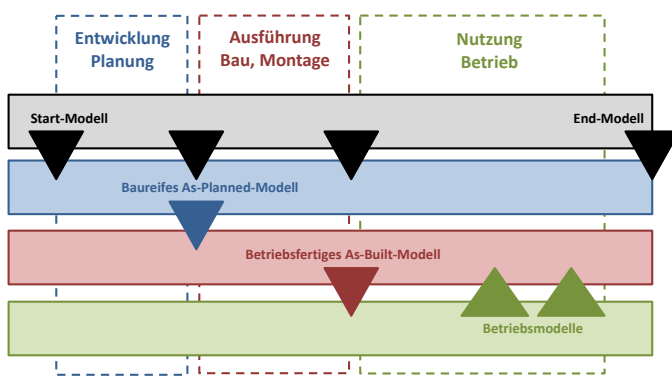 Entwicklung
Planung
Ausführung
Bau, Montage
Nutzung
Betrieb
Start-Modell
End-Modell
Baureifes As-Planned-Modell
Betriebsfertiges As-Built-Modell
Betriebsmodelle